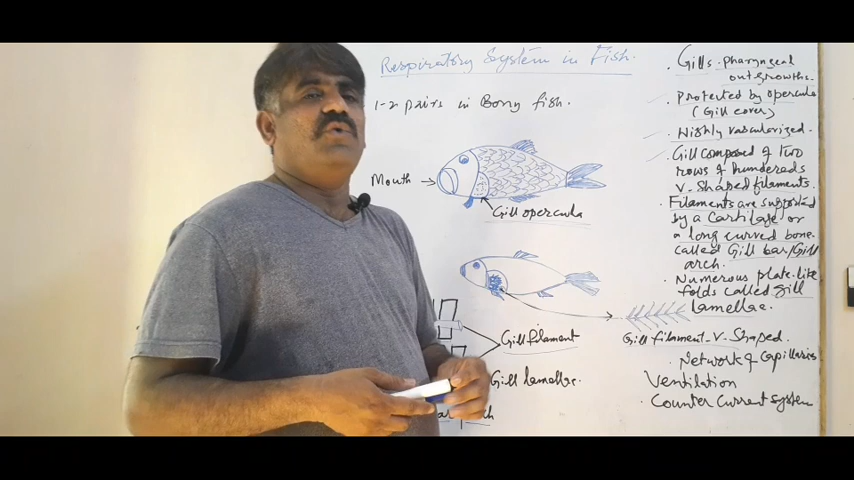 Respiratory System in Fish.
1-2 pairs in Bony fish.
Mouth
Gill opercula
Gill filament
Gill lamellae.
arch
. Gills. pharyngeal
outgrowths.
. Protected by opercula
(Gill cover)
. Highly vascularized.
. Gill composed of two
rows of hundereds
v-shaped filaments.
. Filaments are supported
by a Cartilage or
a long curved bone.
called Gill bar/Gill
arch.
. Numerous plate-like
folds called gill
lamellae.
Gill filament V-Shaped.
. Network of Capillaries
Ventilation
. Counter Current System